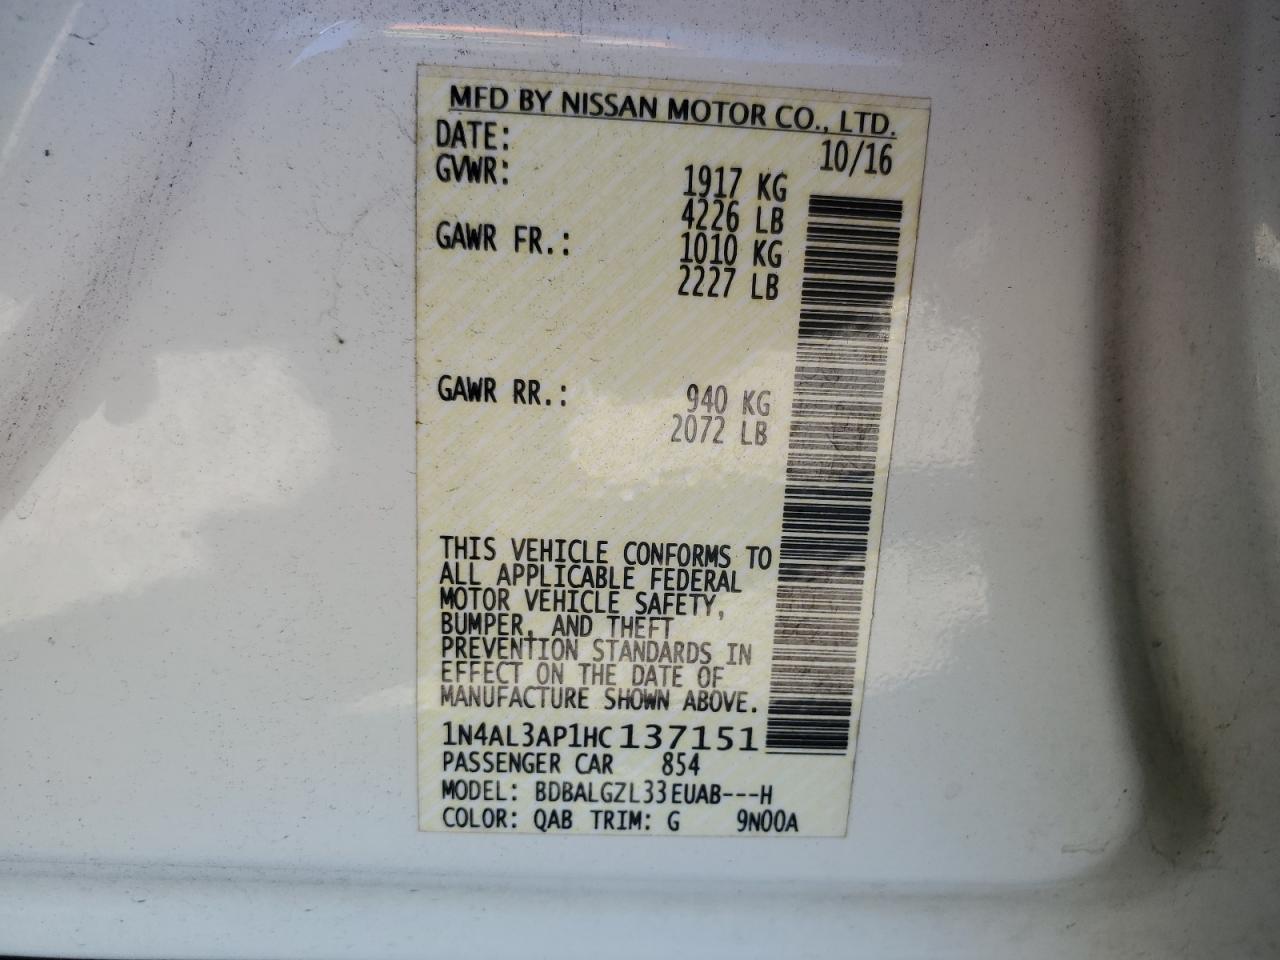 MFD BY NISSAN MOTOR CO., LTD.
DATE: 10/16
GVWR: 1917 KG
4226 LB
GAWR FR.: 1010 KG
2227 LB
GAWR RR.: 940 KG
2072 LB
THIS VEHICLE CONFORMS TO
ALL APPLICABLE FEDERAL
MOTOR VEHICLE SAFETY,
BUMPER, AND THEFT
PREVENTION STANDARDS IN
EFFECT ON THE DATE OF
MANUFACTURE SHOWN ABOVE.
1N4AL3AP1HC137151
PASSENGER CAR 854
MODEL: BDBALGZL33EUAB---H
COLOR: QAB TRIM: G 9N00A